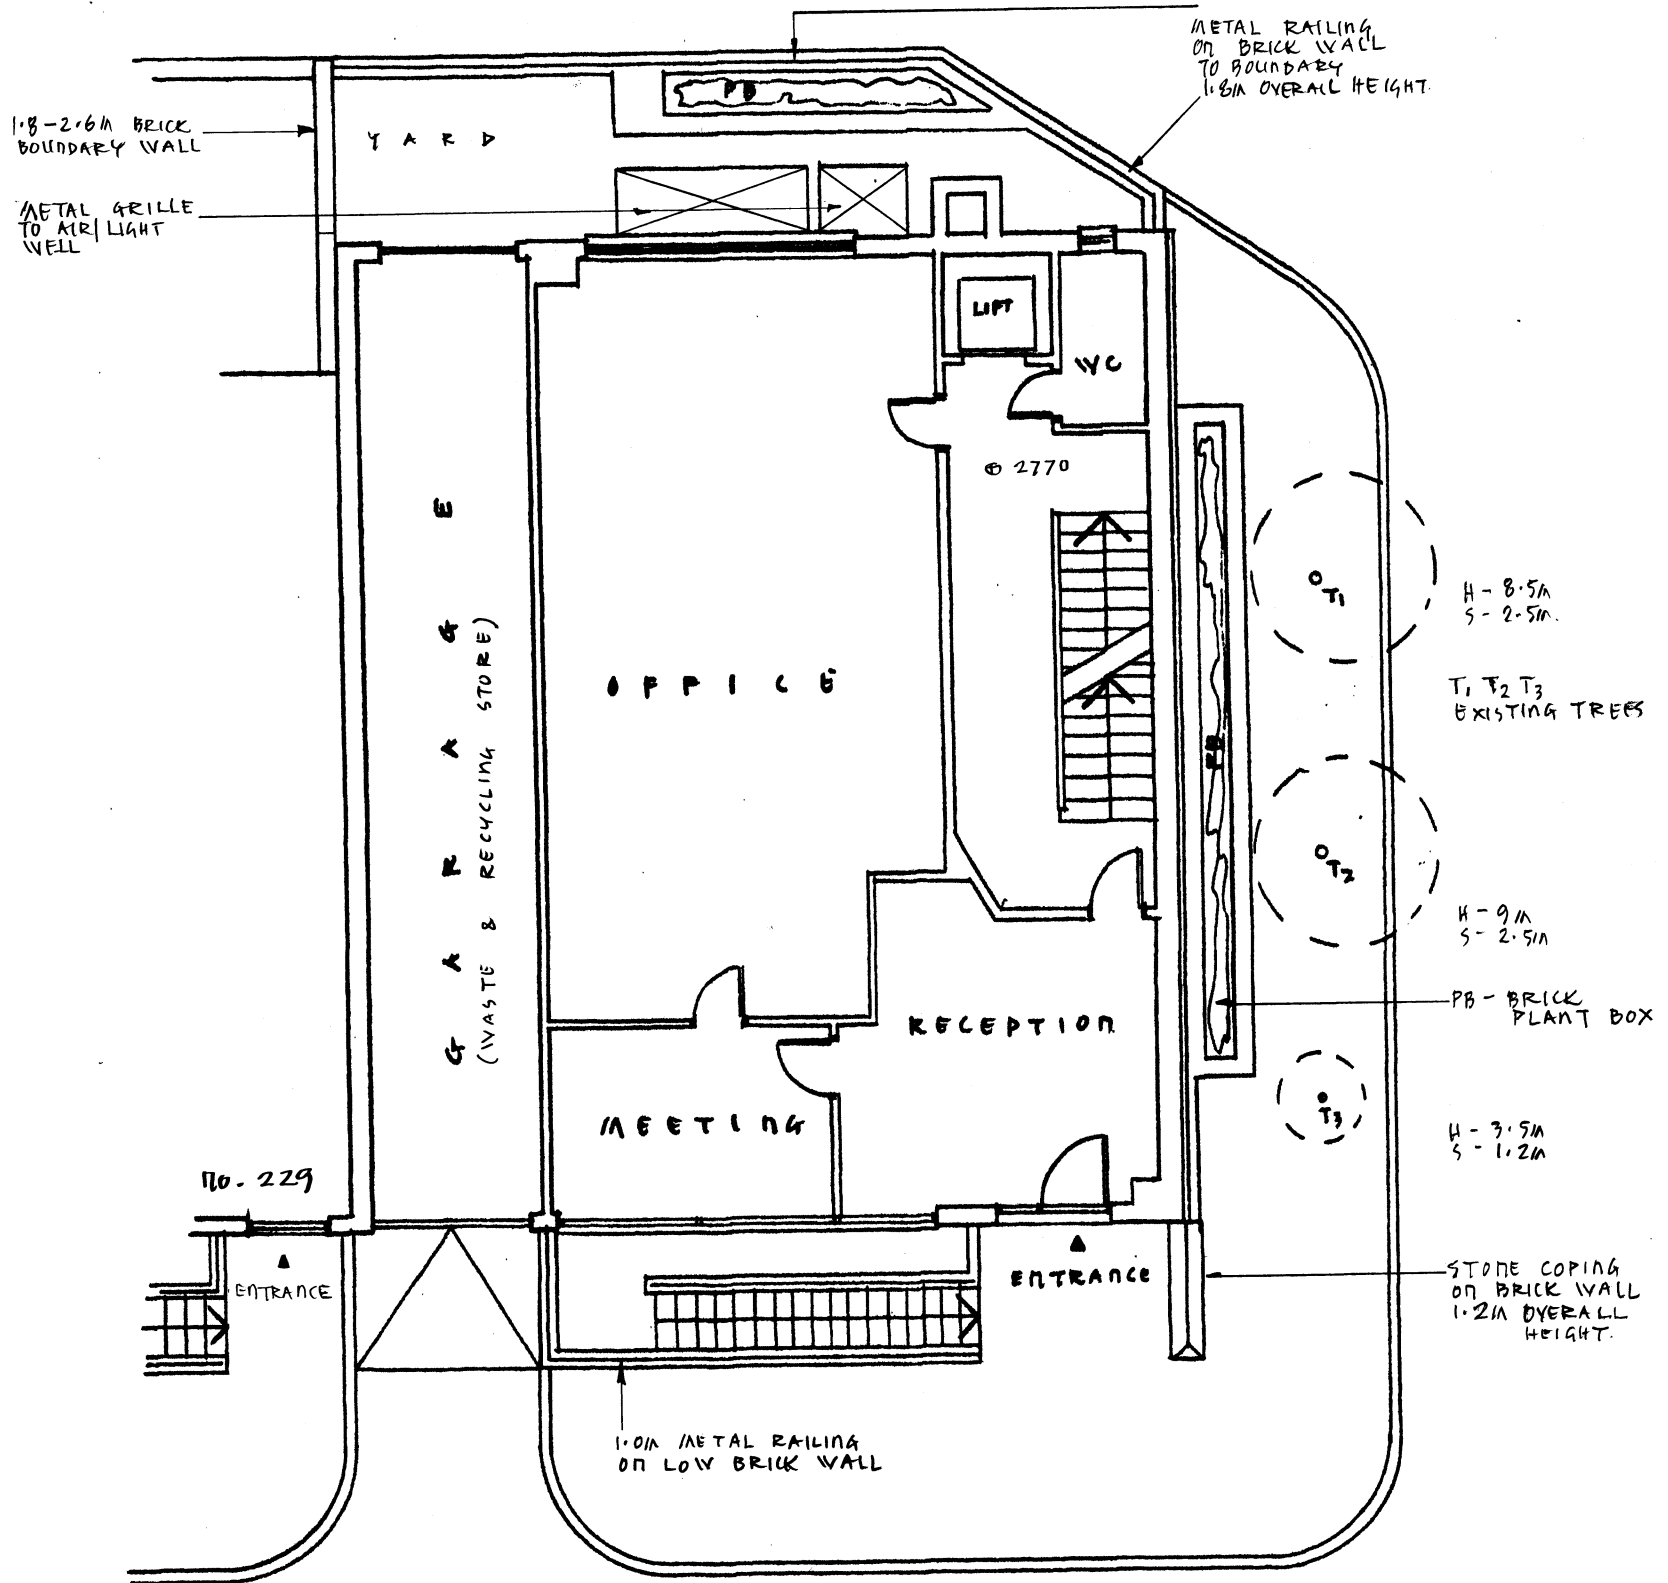 METAL RAILING
ON BRICK WALL
TO BOUNDARY
1.8M OVERALL HEIGHT.
1.8-2.6M BRICK
BOUNDARY WALL
YARD
PB
METAL GRILLE
TO AIR/LIGHT
WELL
LIFT
WC
⊕ 2770
GARAGE
(WASTE & RECYCLING STORE)
OFFICE
T1
H - 8.5M
S - 2.5M.
T1 T2 T3
EXISTING TREES
PB
T2
H - 9M
S - 2.5M
PB - BRICK
PLANT BOX
RECEPTION
MEETING
T3
H - 3.5M
S - 1.2M
NO. 229
ENTRANCE
ENTRANCE
STONE COPING
ON BRICK WALL
1.2M OVERALL
HEIGHT.
1.0M METAL RAILING
ON LOW BRICK WALL